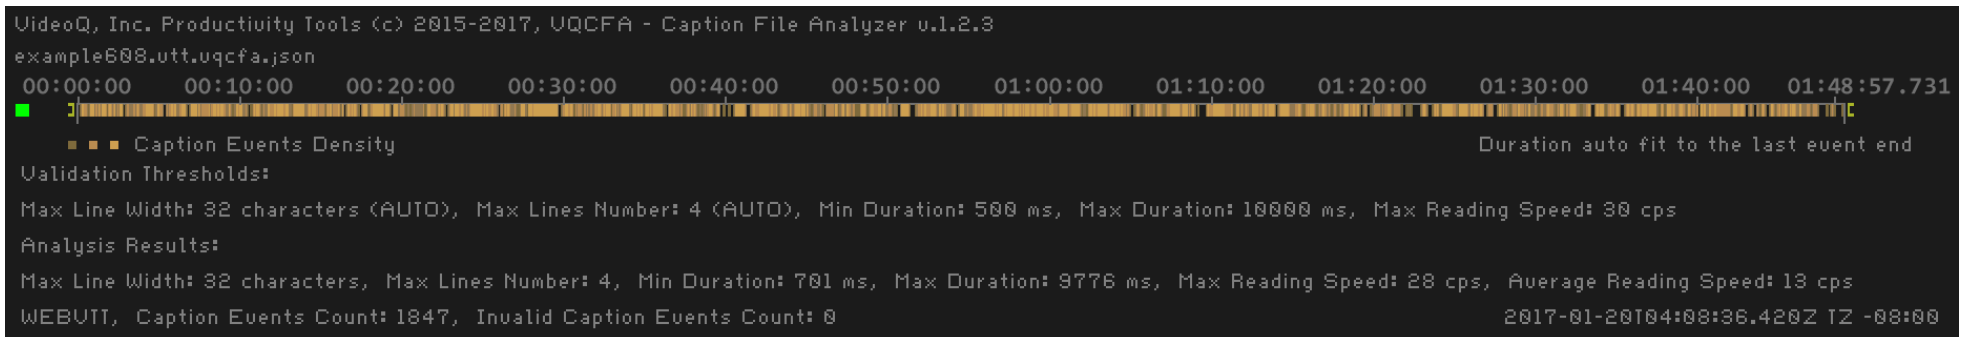 VideoQ, Inc. Productivity Tools (c) 2015-2017, VQCFA - Caption File Analyzer v.1.2.3
example608.vtt.vqcfa.json
00:00:00 00:10:00 00:20:00 00:30:00 00:40:00 00:50:00 01:00:00 01:10:00 01:20:00 01:30:00 01:40:00 01:48:57.731
Caption Events Density Duration auto fit to the last event end
Validation Thresholds:
Max Line Width: 32 characters (AUTO), Max Lines Number: 4 (AUTO), Min Duration: 500 ms, Max Duration: 10000 ms, Max Reading Speed: 30 cps
Analysis Results:
Max Line Width: 32 characters, Max Lines Number: 4, Min Duration: 701 ms, Max Duration: 9776 ms, Max Reading Speed: 28 cps, Average Reading Speed: 13 cps
WEBVTT, Caption Events Count: 1847, Invalid Caption Events Count: 0 2017-01-20T04:08:36.420Z TZ -08:00